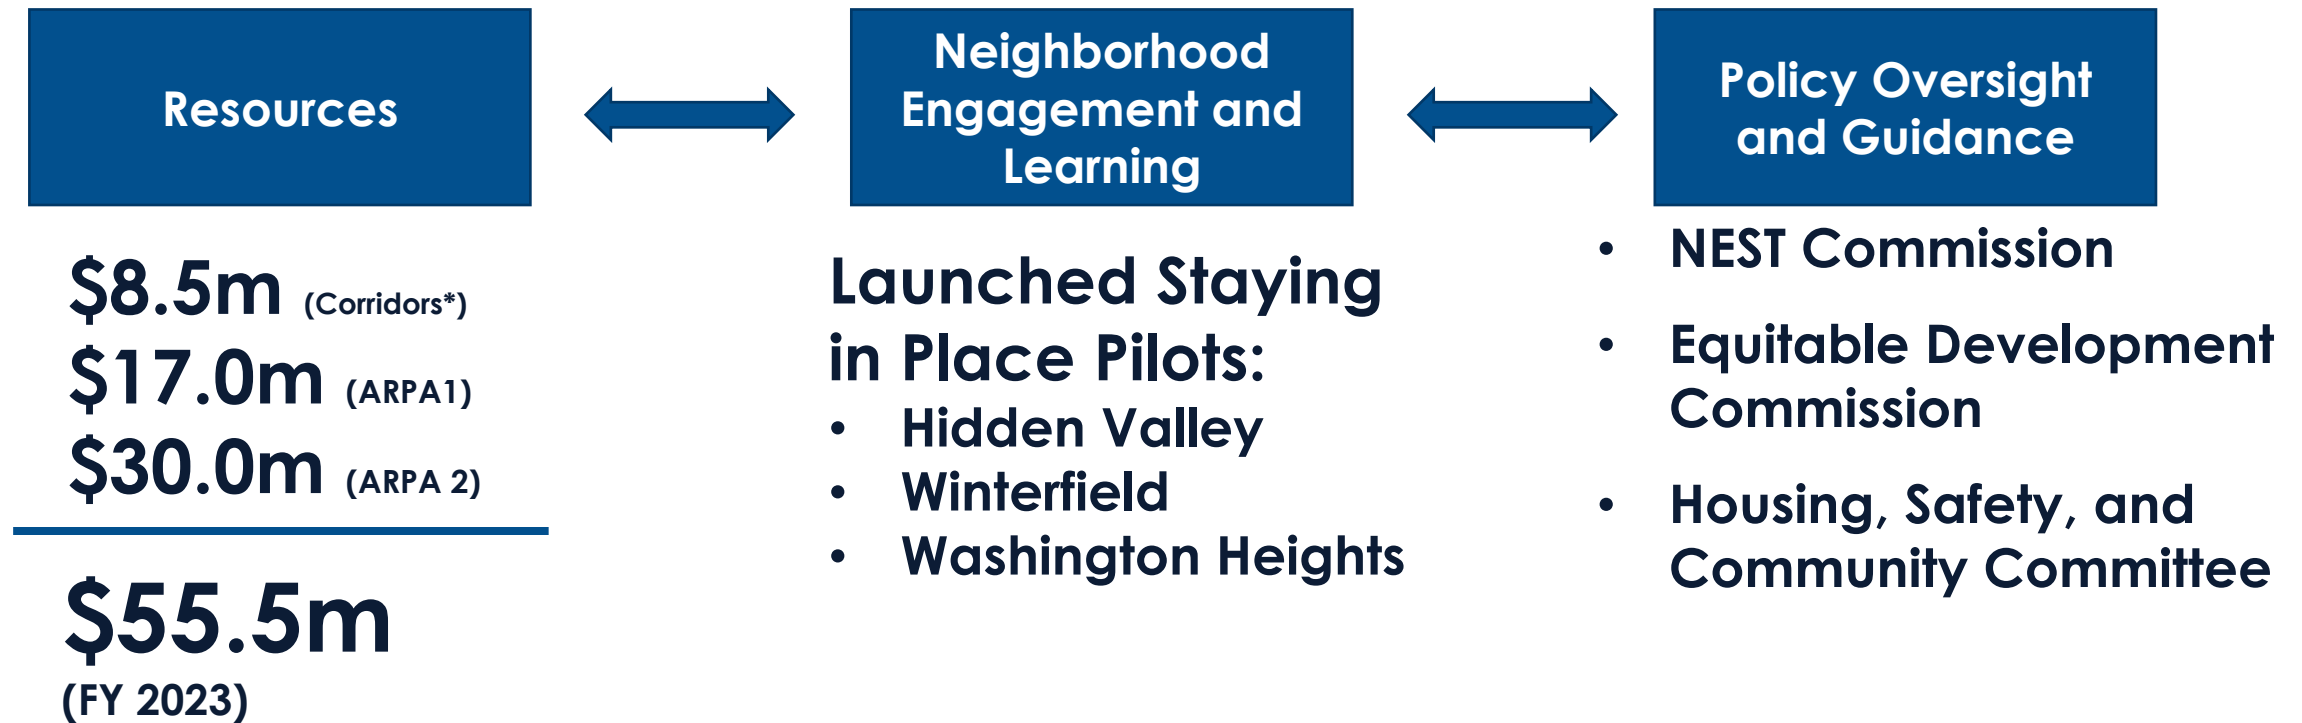 Resources
$8.5m (Corridors*)
$17.0m (ARPA1)
$30.0m (ARPA 2)
$55.5m
(FY 2023)
Neighborhood
Engagement and
Learning
Launched Staying
in Place Pilots:
• Hidden Valley
• Winterfield
• Washington Heights
Policy Oversight
and Guidance
• NEST Commission
• Equitable Development
Commission
• Housing, Safety, and
Community Committee